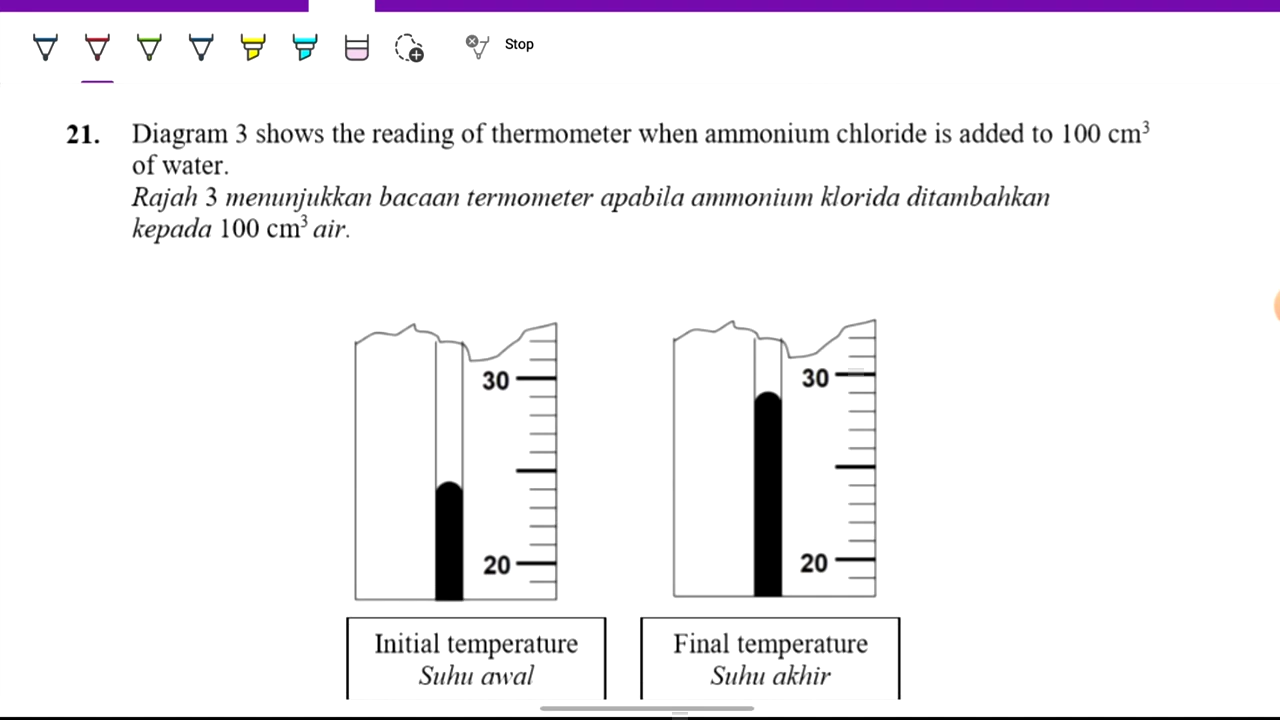 Stop
21. Diagram 3 shows the reading of thermometer when ammonium chloride is added to 100 cm³
of water.
Rajah 3 menunjukkan bacaan termometer apabila ammonium klorida ditambahkan
kepada 100 cm³ air.
30
20
30
20
Initial temperature
Suhu awal
Final temperature
Suhu akhir